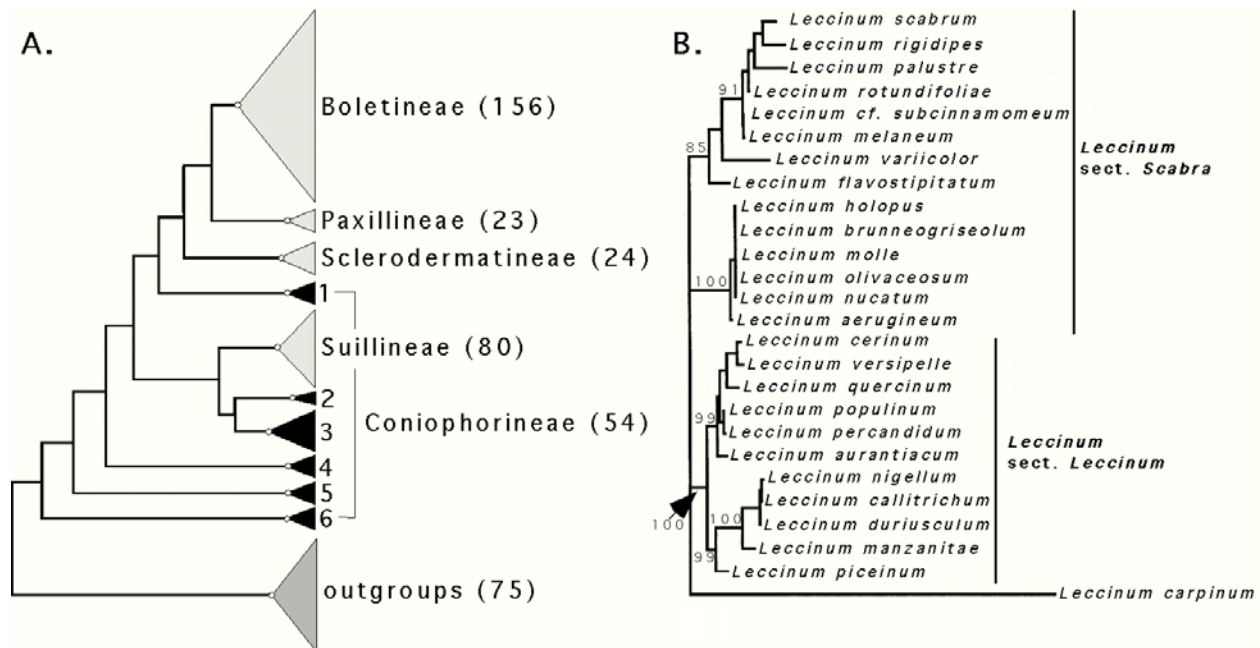 A.
Boletineae (156)
Paxillineae (23)
Sclerodermatineae (24)
1
Suillineae (80)
2
3
Coniophorineae (54)
4
5
6
outgroups (75)
B.
Leccinum scabrum
Leccinum rigidipes
Leccinum palustre
91
Leccinum rotundifoliae
Leccinum cf. subcinnamomeum
Leccinum melaneum
85
Leccinum variicolor
Leccinum flavostipitatum
Leccinum
sect. Scabra
Leccinum holopus
Leccinum brunneogriseolum
Leccinum molle
100
Leccinum olivaceosum
Leccinum nucatum
Leccinum aerugineum
Leccinum cerinum
Leccinum versipelle
Leccinum quercinum
99
Leccinum populinum
Leccinum percandidum
Leccinum aurantiacum
Leccinum
sect. Leccinum
Leccinum nigellum
Leccinum callitrichum
100
100
Leccinum duriusculum
Leccinum manzanitae
99
Leccinum piceinum
Leccinum carpinum